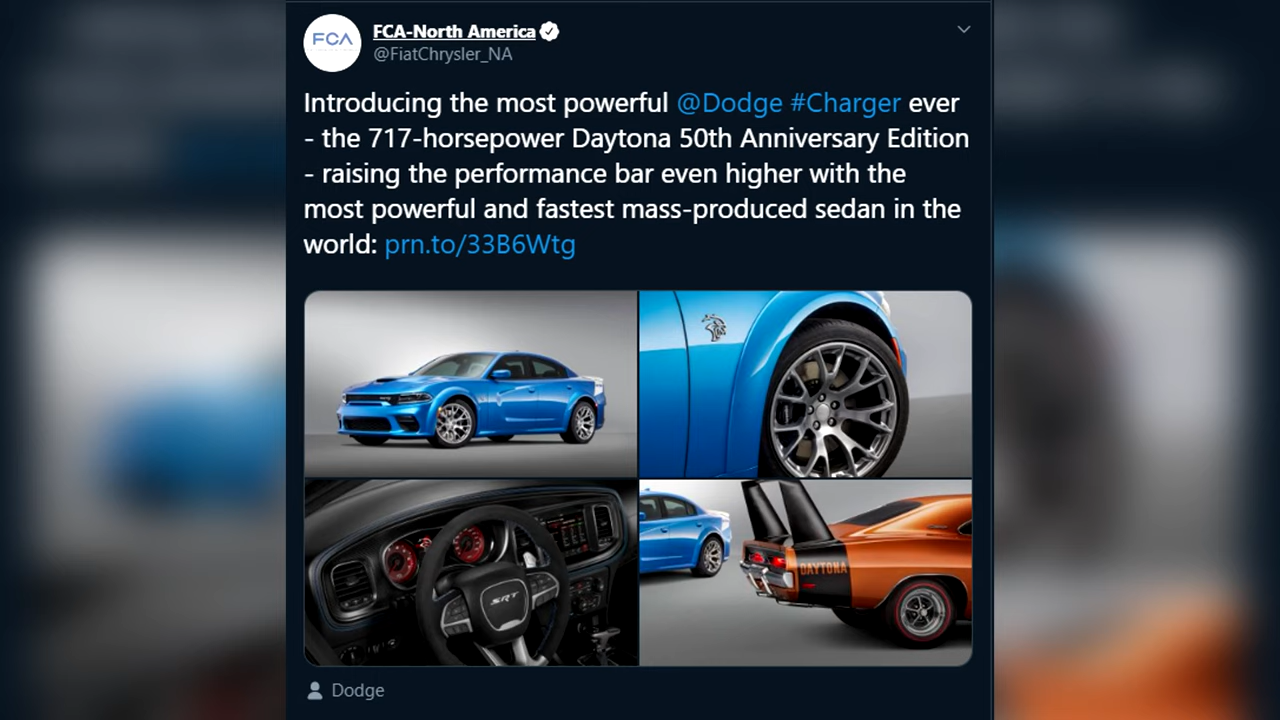 FCA
FCA-North America
@FiatChrysler_NA
Introducing the most powerful @Dodge #Charger ever
- the 717-horsepower Daytona 50th Anniversary Edition
- raising the performance bar even higher with the
most powerful and fastest mass-produced sedan in the
world: prn.to/33B6Wtg
SRT
DAYTONA
Dodge